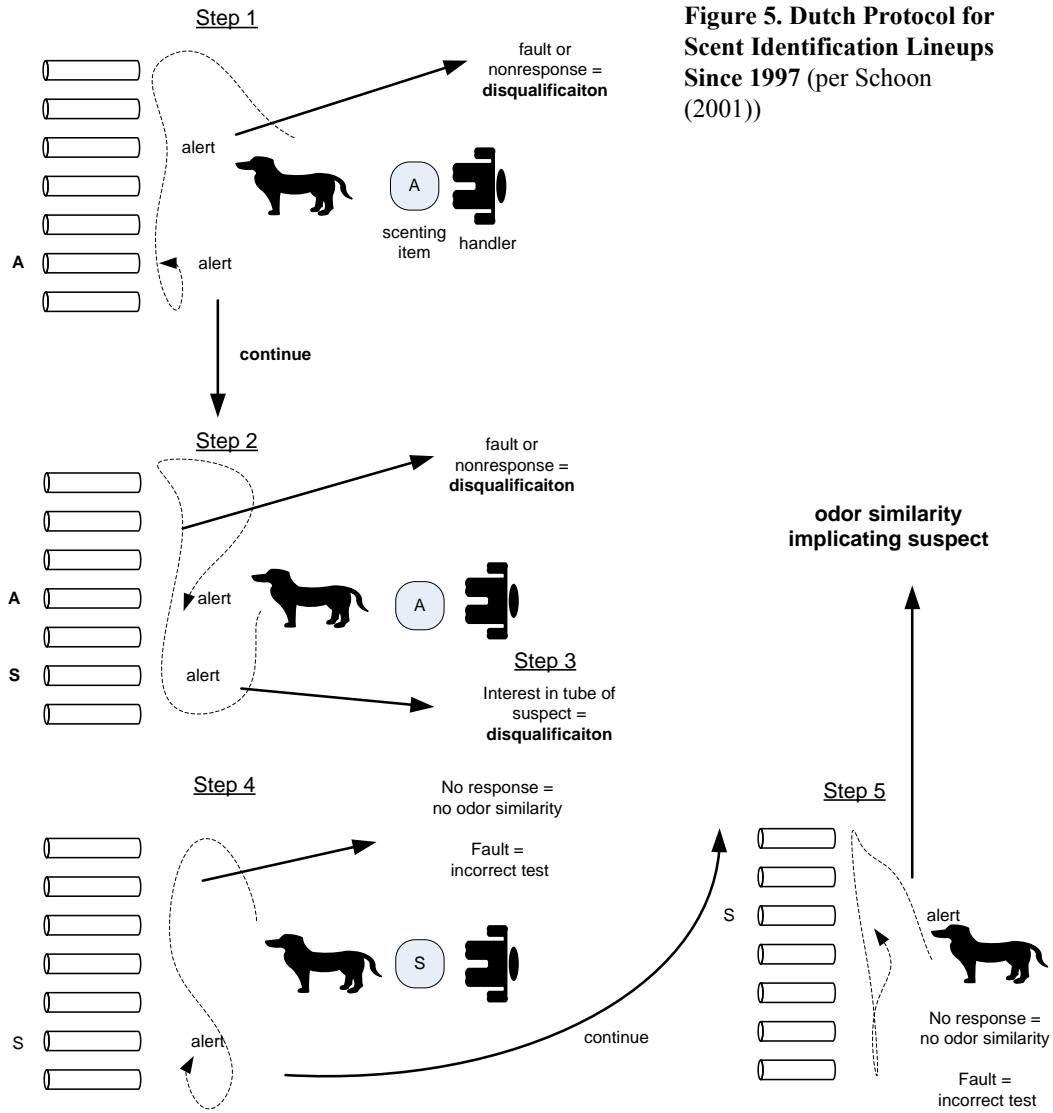 Figure 5. Dutch Protocol for
Scent Identification Lineups
Since 1997 (per Schoon
(2001))
Step 1
fault or
nonresponse =
disqualificaiton
alert
A
scenting
item
handler
A
alert
continue
Step 2
fault or
nonresponse =
disqualificaiton
A
alert
A
S
alert
Step 3
Interest in tube of
suspect =
disqualificaiton
Step 4
No response =
no odor similarity
Fault =
incorrect test
S
S
alert
continue
odor similarity
implicating suspect
Step 5
S
alert
No response =
no odor similarity
Fault =
incorrect test